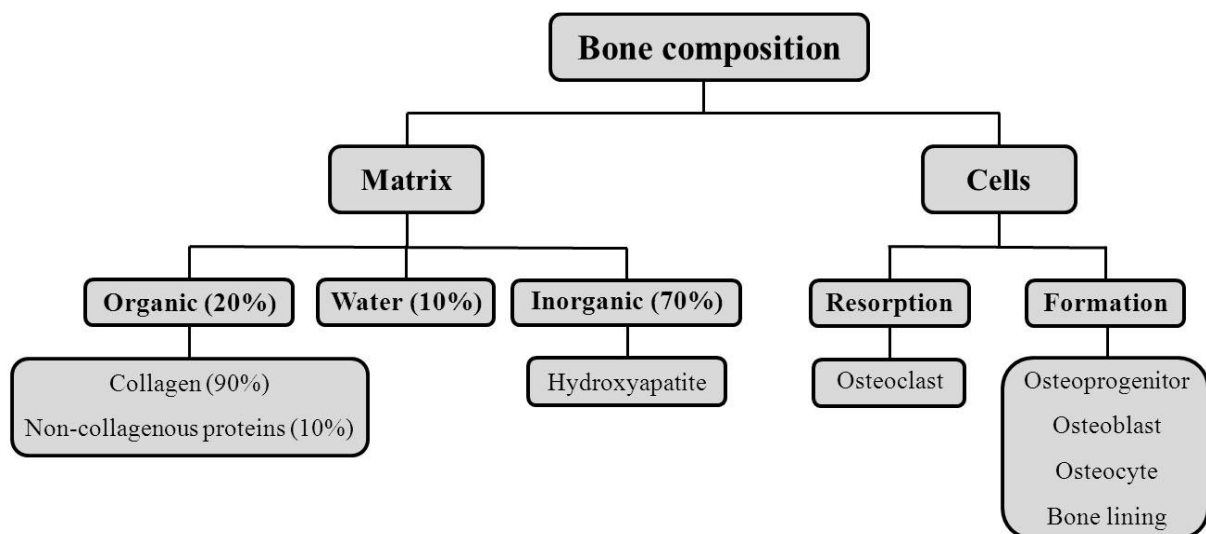 Bone composition
Matrix
Cells
Organic (20%)
Water (10%)
Inorganic (70%)
Resorption
Formation
Collagen (90%)
Non-collagenous proteins (10%)
Hydroxyapatite
Osteoclast
Osteoprogenitor
Osteoblast
Osteocyte
Bone lining